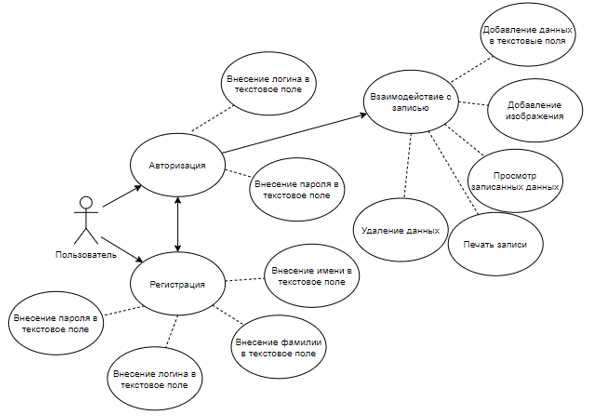 Добавление данных
в текстовые поля
Внесение логина в
текстовое поле
Взаимодействие с
записью
Добавление
изображения
Авторизация
Внесение пароля в
текстовое поле
Просмотр
записанных данных
Удаление данных
Печать записи
Пользователь
Регистрация
Внесение имени в
текстовое поле
Внесение пароля в
текстовое поле
Внесение фамилии
в текстовое поле
Внесение логина в
текстовое поле